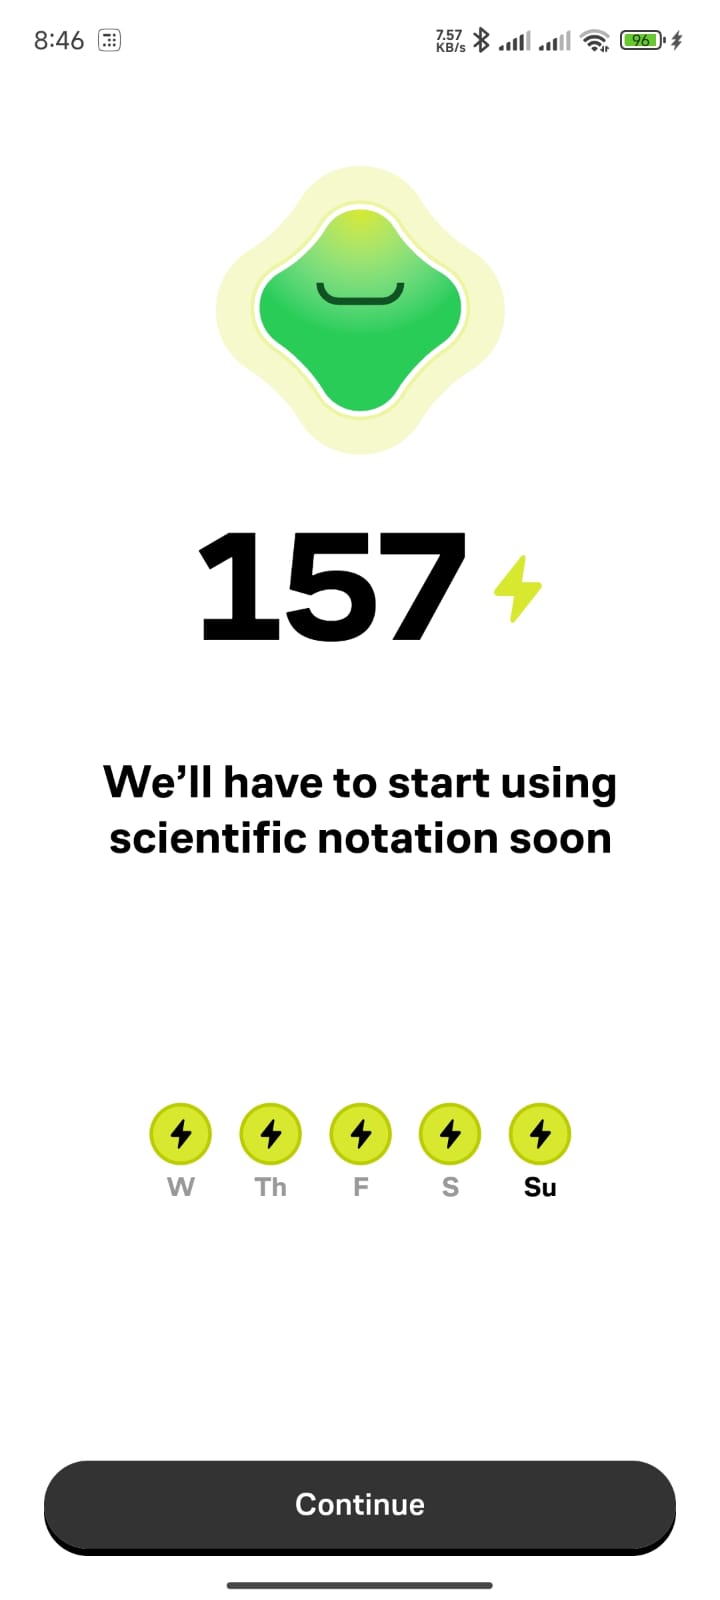 8:46
7.57
KB/s
96
157
We’ll have to start using
scientific notation soon
W Th F S Su
Continue